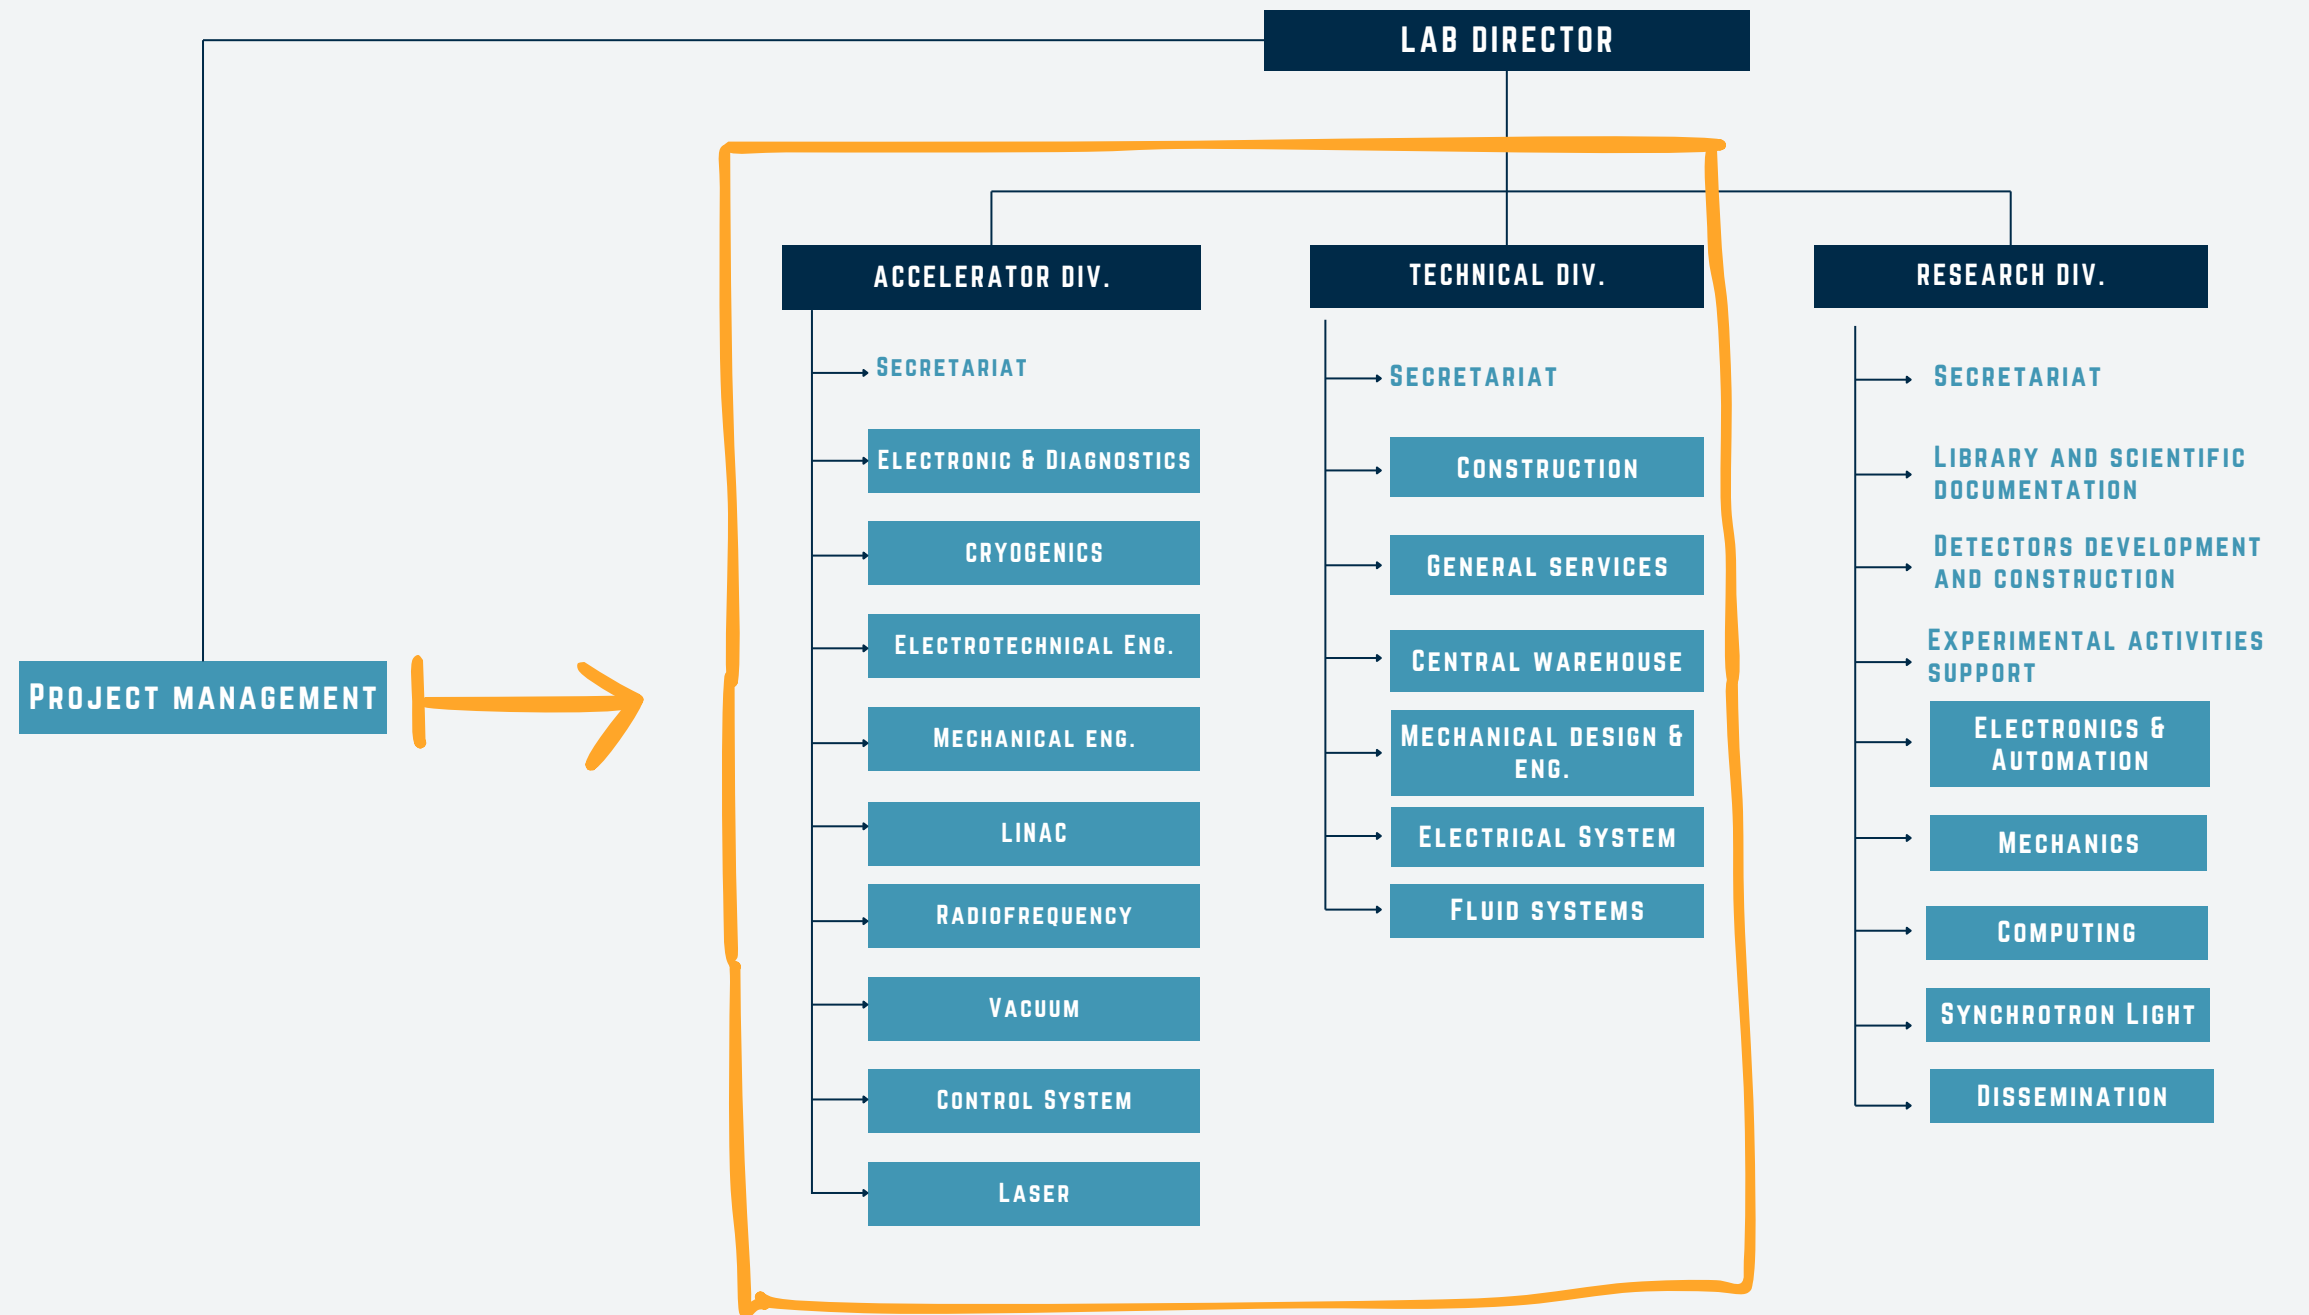 LAB DIRECTOR
ACCELERATOR DIV.
Secretariat
Electronic & Diagnostics
CRYOGENICS
Electrotechnical Eng.
Mechanical eng.
LINAC
Radiofrequency
Vacuum
Control System
Laser
TECHNICAL DIV.
Secretariat
Construction
General services
Central warehouse
Mechanical design &
eng.
Electrical System
Fluid systems
RESEARCH DIV.
Secretariat
Library and scientific
documentation
Detectors development
and construction
Experimental activities
support
Electronics &
Automation
Mechanics
Computing
Synchrotron Light
Dissemination
Project management